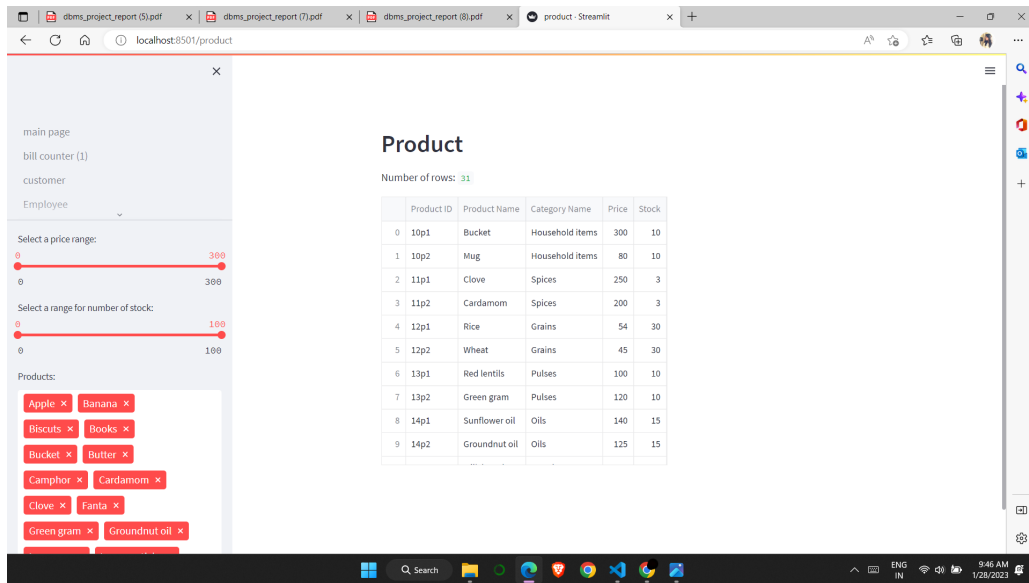 dbms_project_report (5).pdf
dbms_project_report (7).pdf
dbms_project_report (8).pdf
product · Streamlit
localhost:8501/product
main page
bill counter (1)
customer
Employee
Select a price range:
0 300
0 300
Select a range for number of stock:
0 100
0 100
Products:
Apple × Banana ×
Biscuts × Books ×
Bucket × Butter ×
Camphor × Cardamom ×
Clove × Fanta ×
Green gram × Groundnut oil ×
Product
Number of rows: 31
Product ID Product Name Category Name Price Stock
0 10p1 Bucket Household items 300 10
1 10p2 Mug Household items 80 10
2 11p1 Clove Spices 250 3
3 11p2 Cardamom Spices 200 3
4 12p1 Rice Grains 54 30
5 12p2 Wheat Grains 45 30
6 13p1 Red lentils Pulses 100 10
7 13p2 Green gram Pulses 120 10
8 14p1 Sunflower oil Oils 140 15
9 14p2 Groundnut oil Oils 125 15
Search
ENG
IN
9:46 AM
1/28/2023